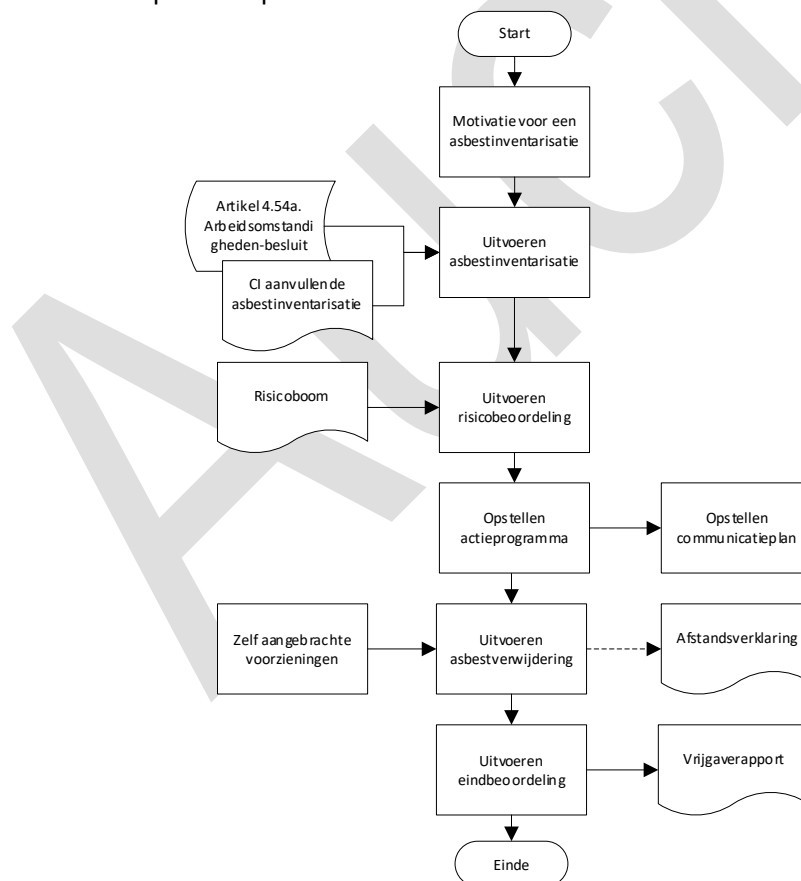 Start
Motivatie voor een
asbestinventarisatie
Artikel 4.54a.
Arbeidsomstandi
gheden-besluit
Uitvoeren
asbestinventarisatie
CI aanvullende
asbestinventarisatie
Risicoboom
Uitvoeren
risicobeoordeling
Opstellen
actieprogramma
Opstellen
communicatieplan
Zelf aangebrachte
voorzieningen
Uitvoeren
asbestverwijdering
Afstandsverklaring
Uitvoeren
eindbeoordeling
Vrijgaverapport
Einde